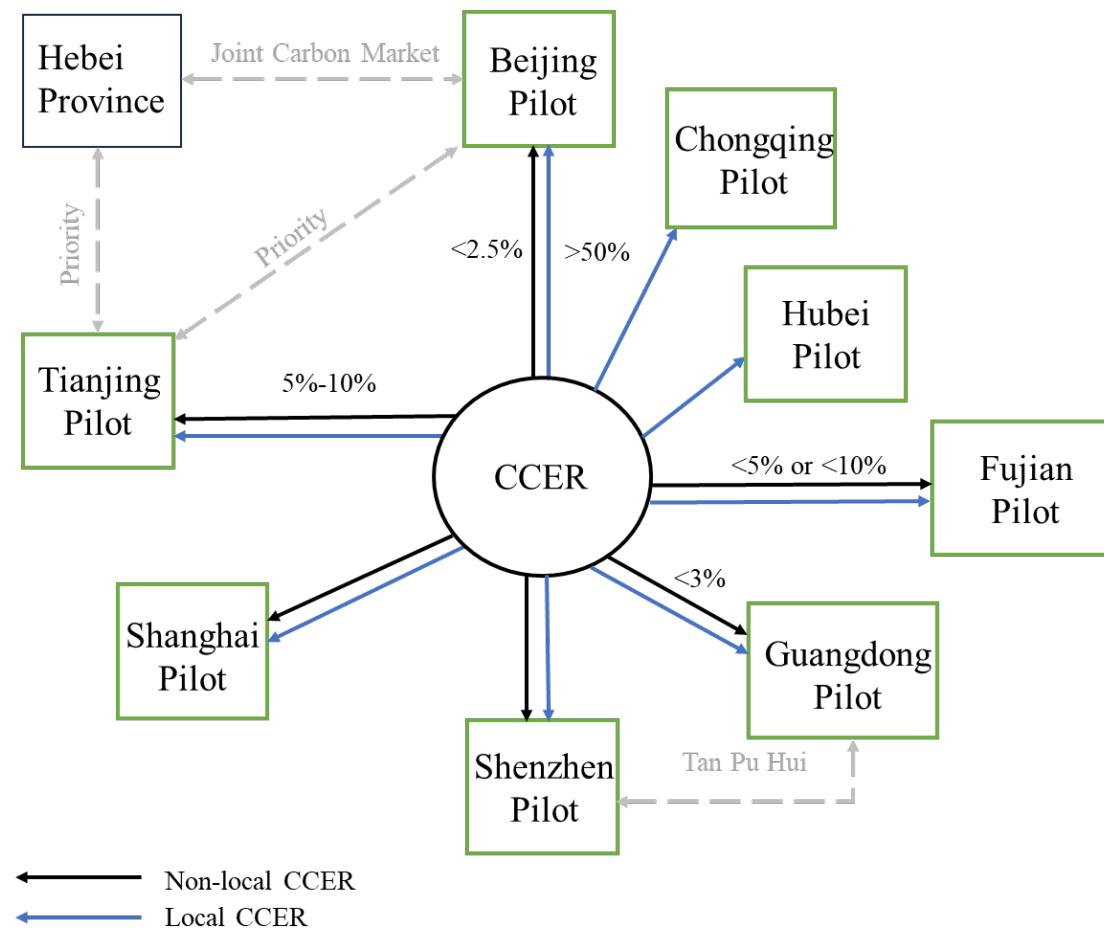 Hebei
Province
Joint Carbon Market
Beijing
Pilot
Chongqing
Pilot
Priority
Priority
<2.5%
>50%
Hubei
Pilot
Tianjing
Pilot
5%-10%
CCER
<5% or <10%
Fujian
Pilot
<3%
Shanghai
Pilot
Guangdong
Pilot
Shenzhen
Pilot
Tan Pu Hui
Non-local CCER
Local CCER